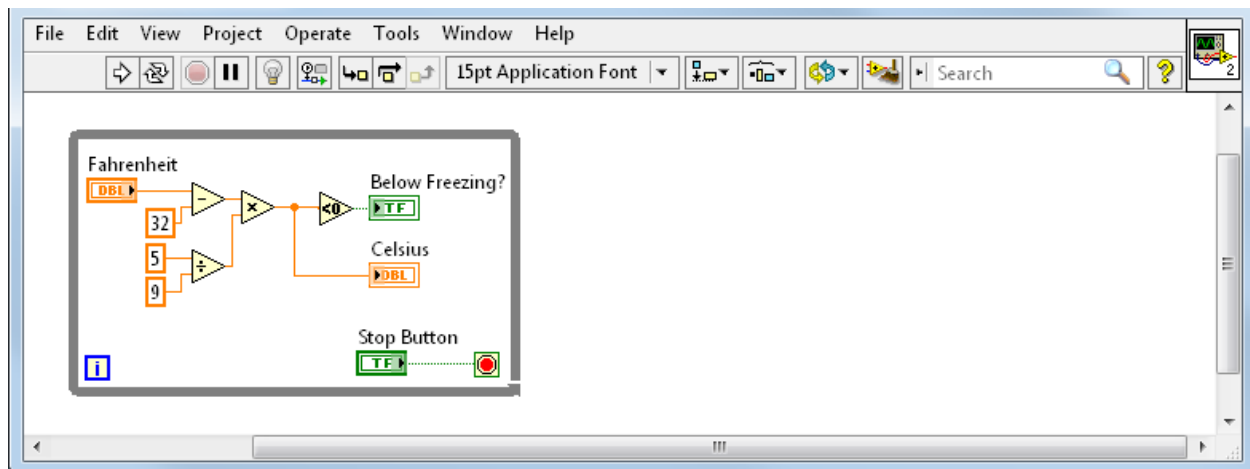 File Edit View Project Operate Tools Window Help
15pt Application Font Search ? 2
Fahrenheit
DBL
-
×
<0
Below Freezing?
TF
32
5
÷
9
Celsius
DBL
Stop Button
TF
i